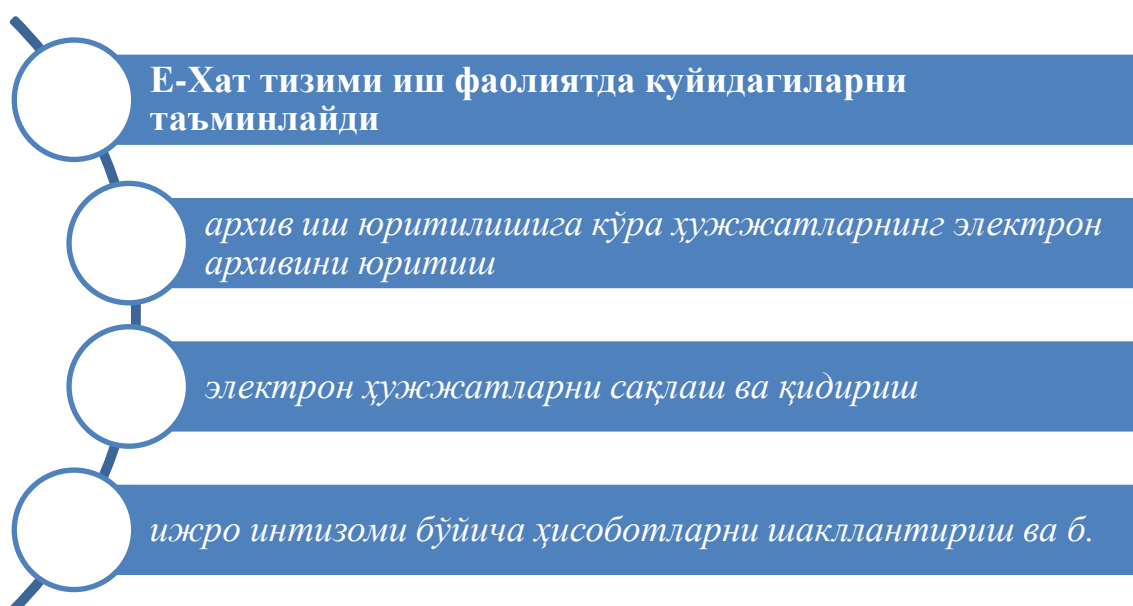 Е-Хат тизими иш фаолиятда куйидагиларни
таъминлайди
архив иш юритилишига кўра ҳужжатларнинг электрон
архивини юритиш
электрон ҳужжатларни сақлаш ва қидириш
ижро интизоми бўйича ҳисоботларни шакллантириш ва б.